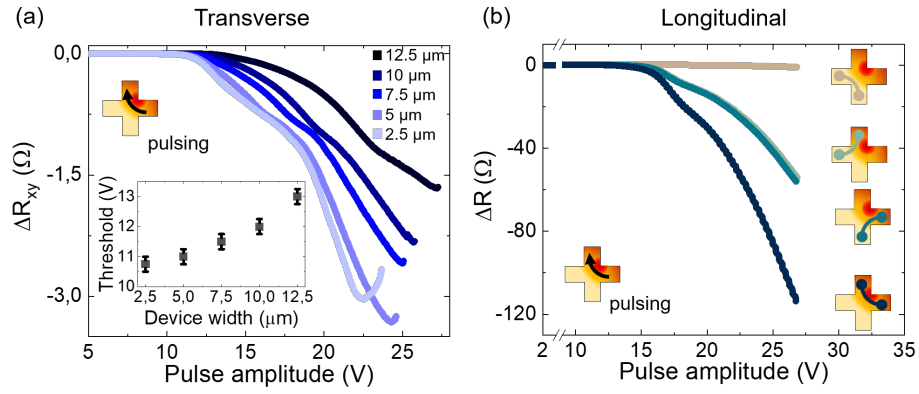 (a) Transverse
0,0
-1,5
-3,0
ΔRxy (Ω)
12.5 µm
10 µm
7.5 µm
5 µm
2.5 µm
pulsing
Threshold (V)
13
12
11
10
2,5 5,0 7,5 10,0 12,5
Device width (μm)
5 10 15 20 25
Pulse amplitude (V)
(b) Longitudinal
0
-40
-80
-120
ΔR (Ω)
pulsing
2 10 15 20 25 30 35
Pulse amplitude (V)